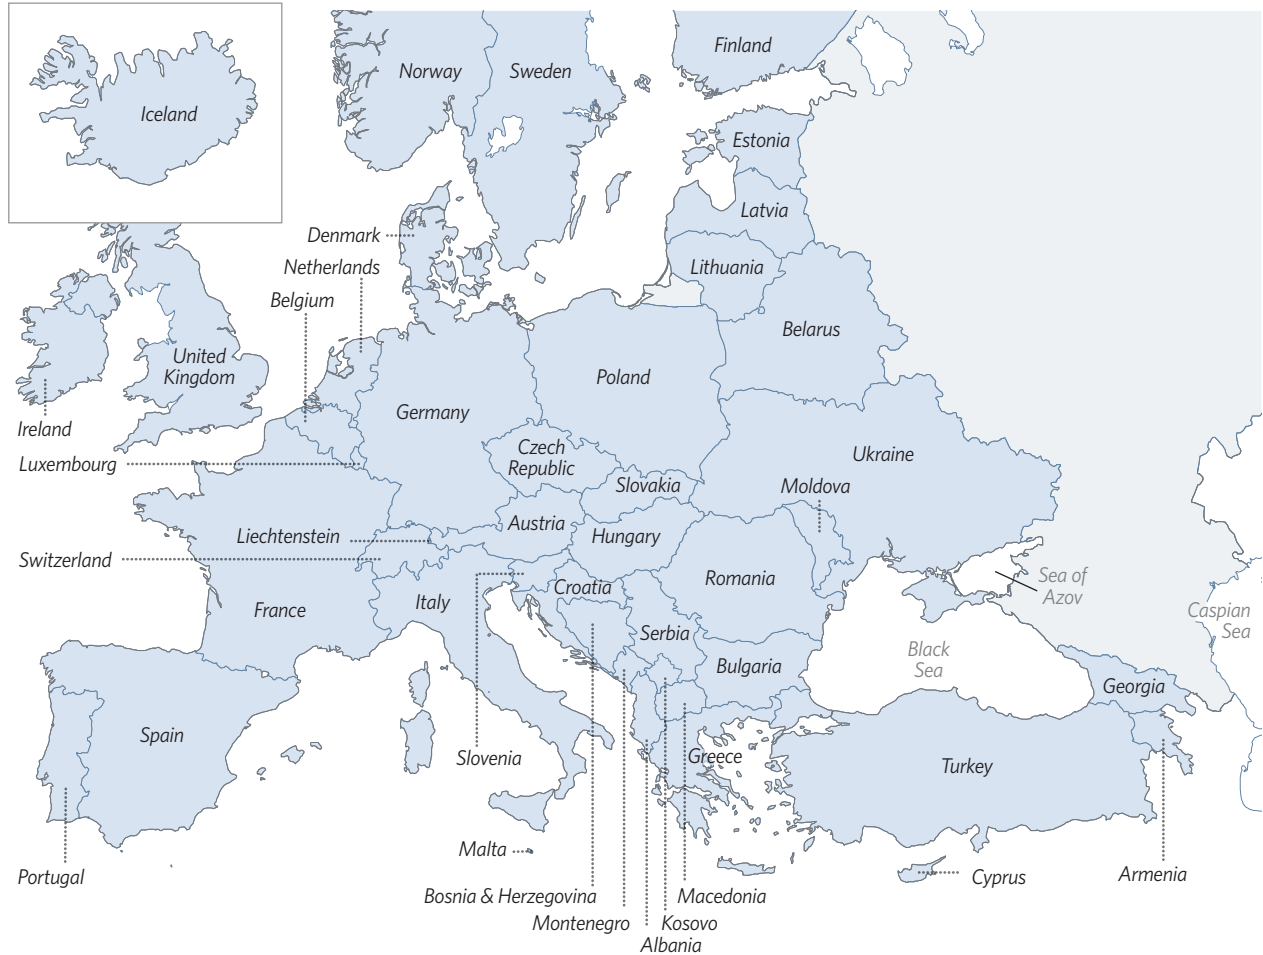 Iceland
Norway
Sweden
Finland
Estonia
Latvia
Lithuania
Denmark
Netherlands
Belgium
Belarus
United
Kingdom
Poland
Germany
Ireland
Luxembourg
Czech
Republic
Ukraine
Slovakia
Moldova
Austria
Liechtenstein
Hungary
Switzerland
Romania
Sea of
Azov
Croatia
Italy
France
Caspian
Sea
Serbia
Black
Sea
Bulgaria
Georgia
Spain
Slovenia
Greece
Turkey
Malta
Portugal
Cyprus
Armenia
Bosnia & Herzegovina
Macedonia
Montenegro
Kosovo
Albania